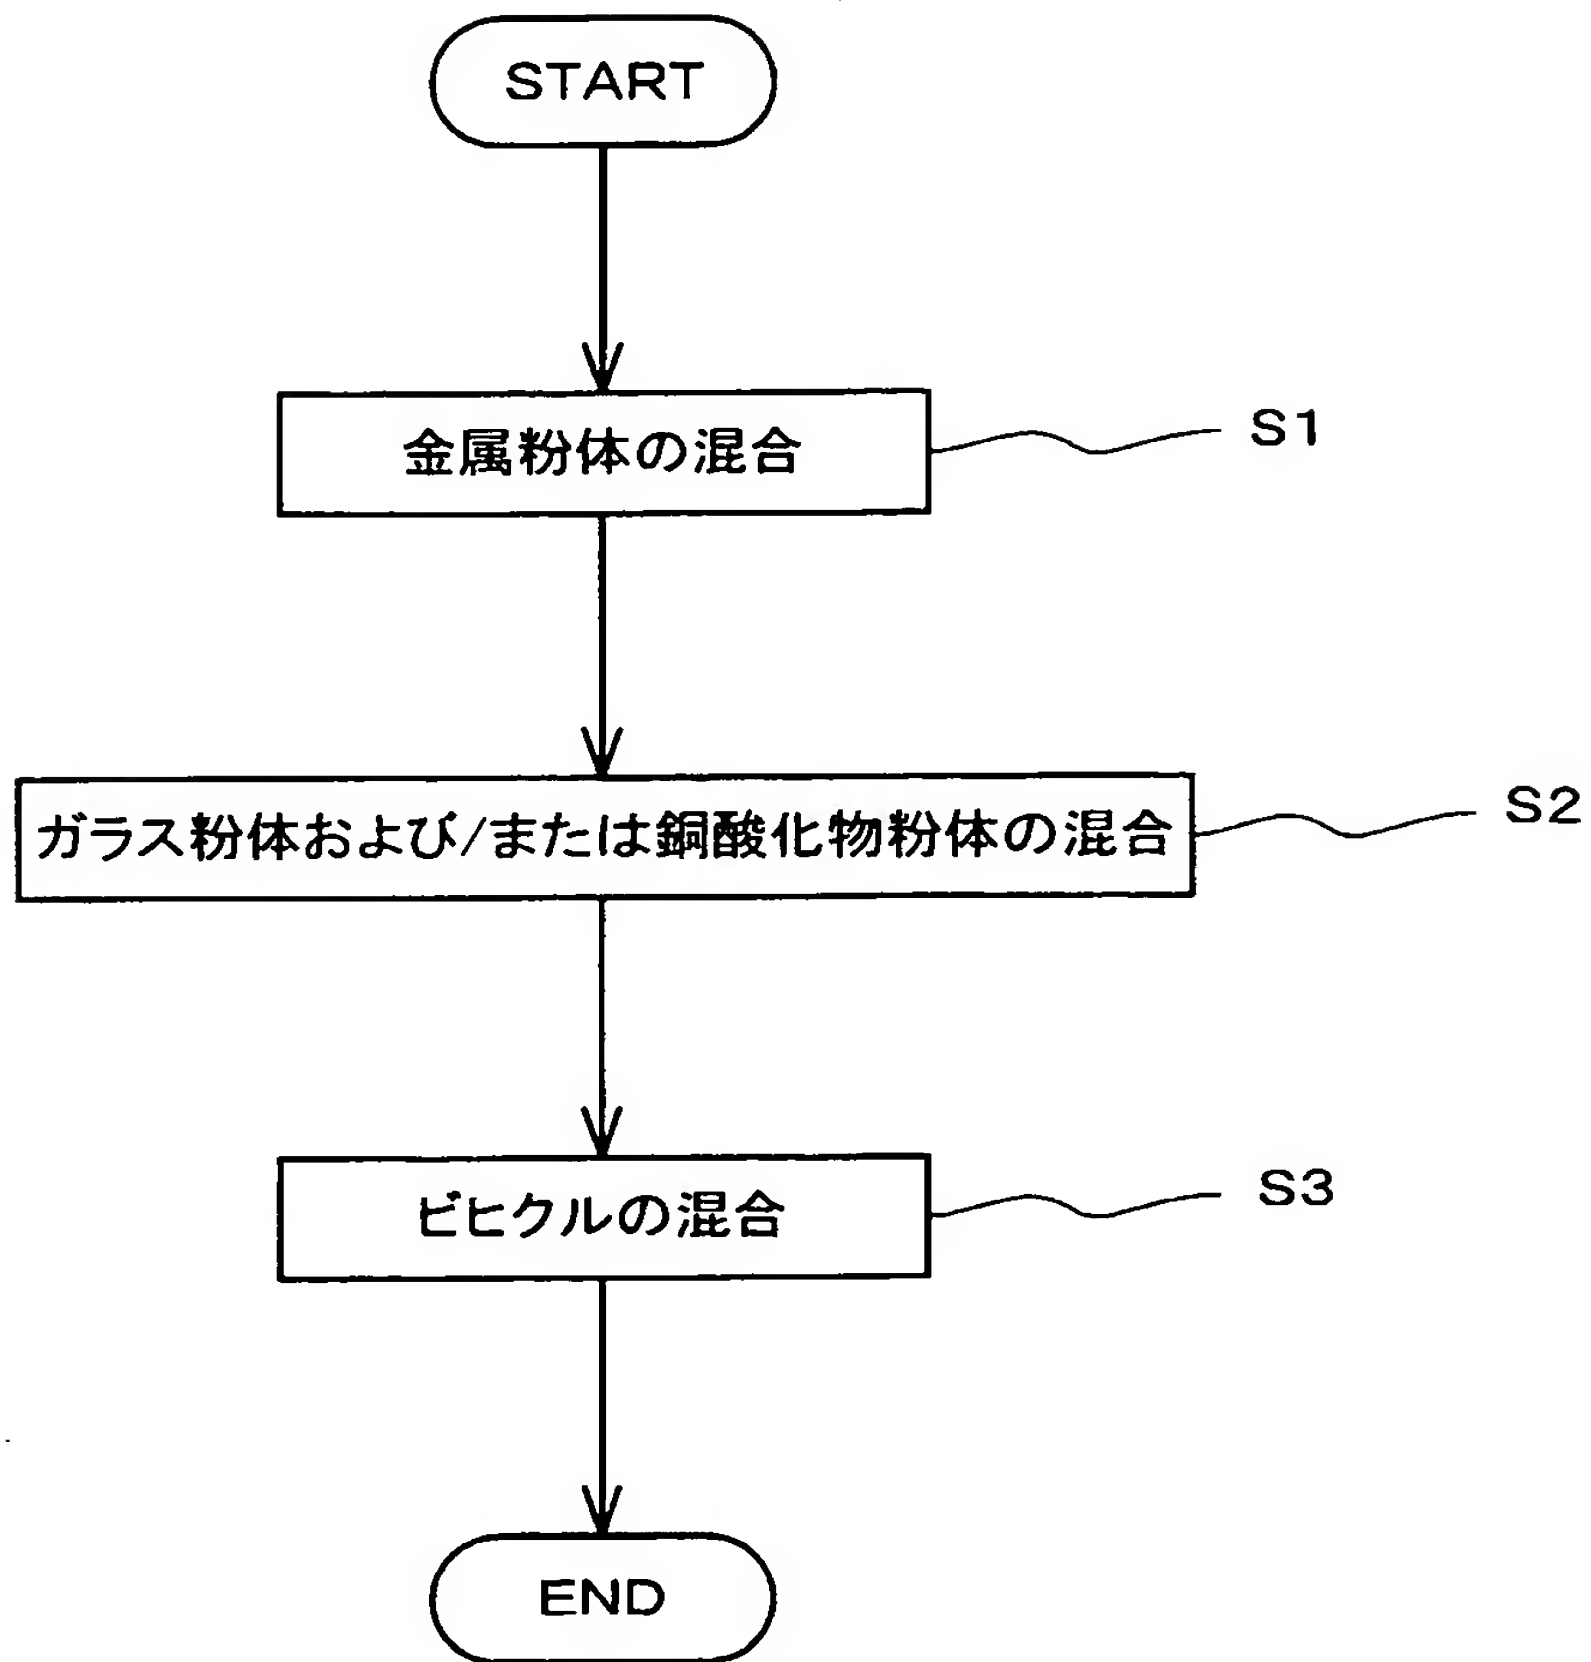 START
金属粉体の混合
S1
ガラス粉体および/または銅酸化物粉体の混合
S2
ビヒクルの混合
S3
END